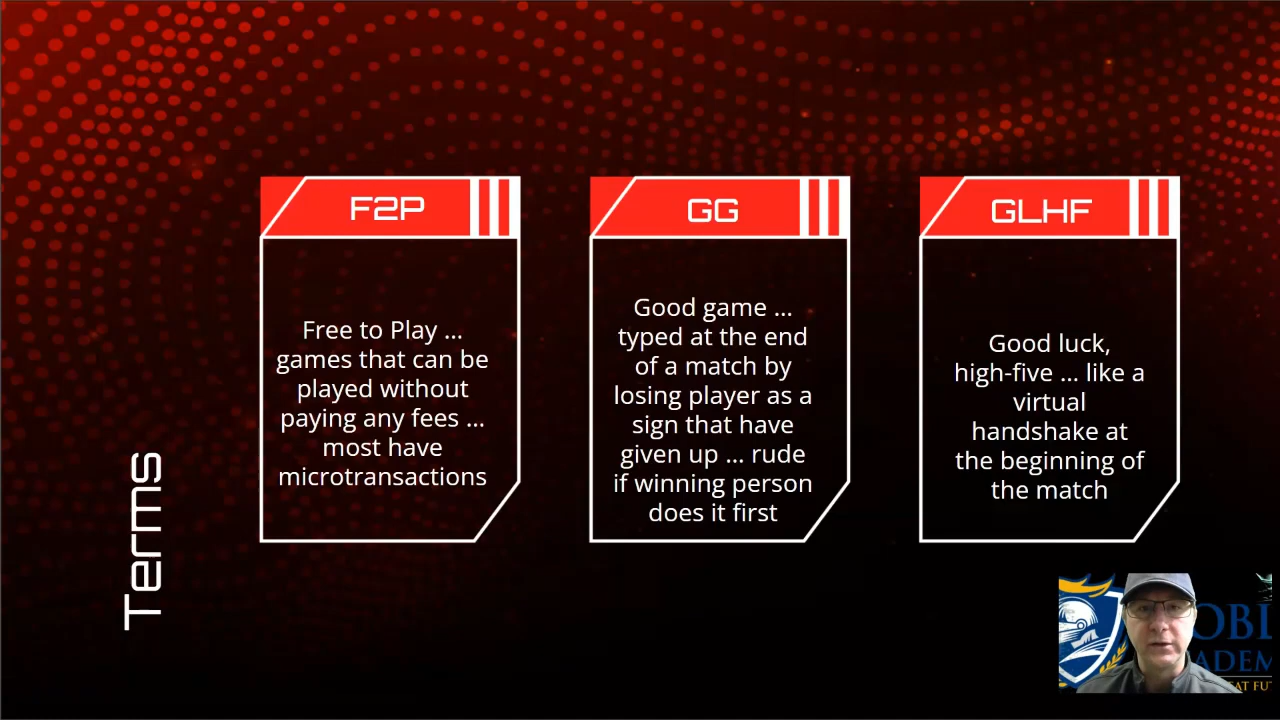 F2P
Free to Play ...
games that can be
played without
paying any fees ...
most have
microtransactions
GG
Good game ...
typed at the end
of a match by
losing player as a
sign that have
given up ... rude
if winning person
does it first
GLHF
Good luck,
high-five ... like a
virtual
handshake at
the beginning of
the match
Terms